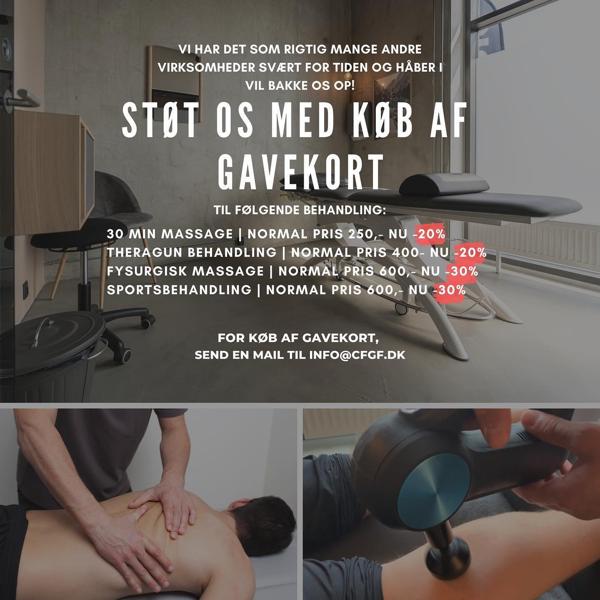 VI HAR DET SOM RIGTIG MANGE ANDRE
VIRKSOMHEDER SVÆRT FOR TIDEN OG HÅBER I
VIL BAKKE OS OP!
STØT OS MED KØB AF
GAVEKORT
TIL FØLGENDE BEHANDLING:
30 MIN MASSAGE | NORMAL PRIS 250,- NU -20%
THERAGUN BEHANDLING | NORMAL PRIS 400- NU -20%
FYSURGISK MASSAGE | NORMAL PRIS 600,- NU -30%
SPORTSBEHANDLING | NORMAL PRIS 600,- NU -30%
FOR KØB AF GAVEKORT,
SEND EN MAIL TIL INFO@CFGF.DK